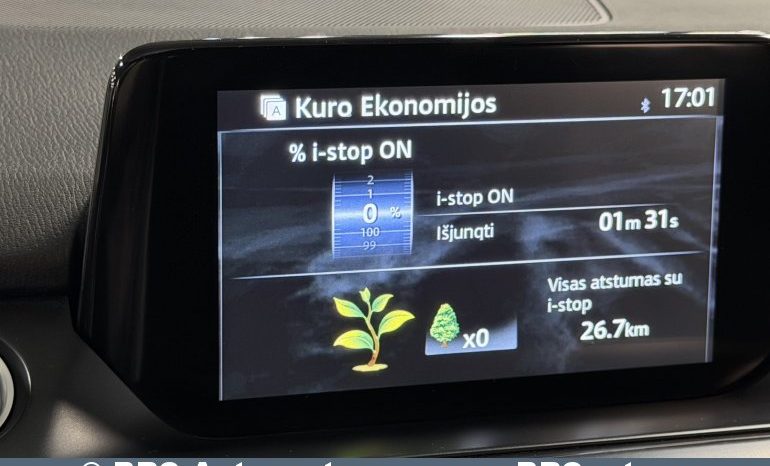 A Kuro Ekonomijos 17:01
% i-stop ON
2
1
0 %
100
99
i-stop ON
Išjungti 01m 31s
Visas atstumas su
i-stop
26.7km
x0